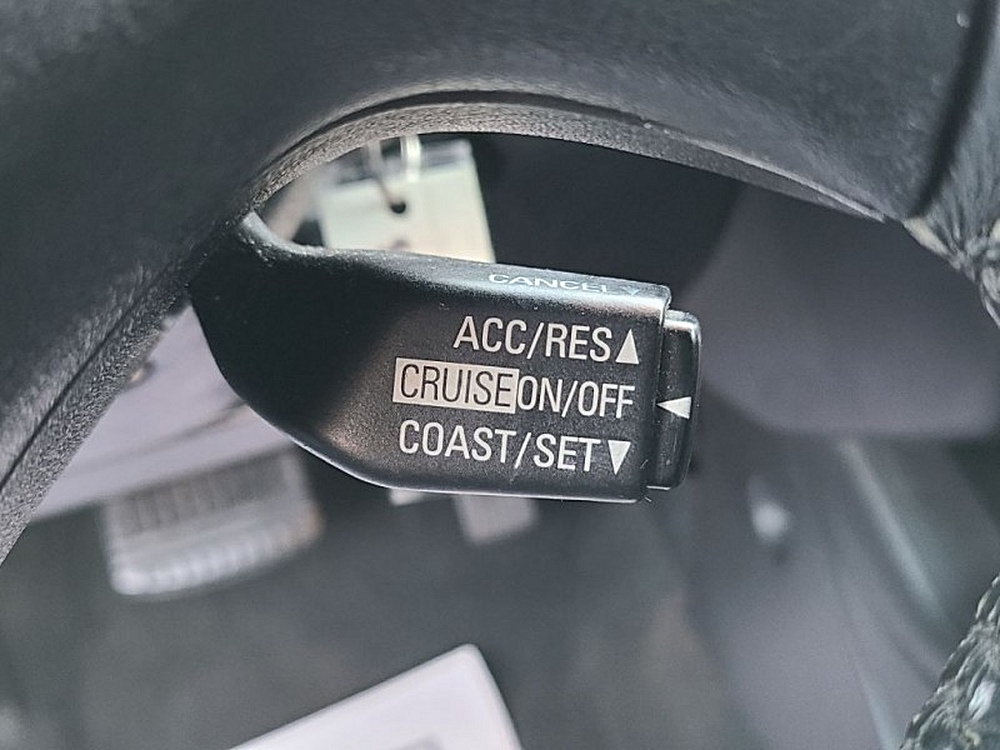 CANCEL
ACC/RES▲
CRUISE ON/OFF ◀
COAST/SET▼